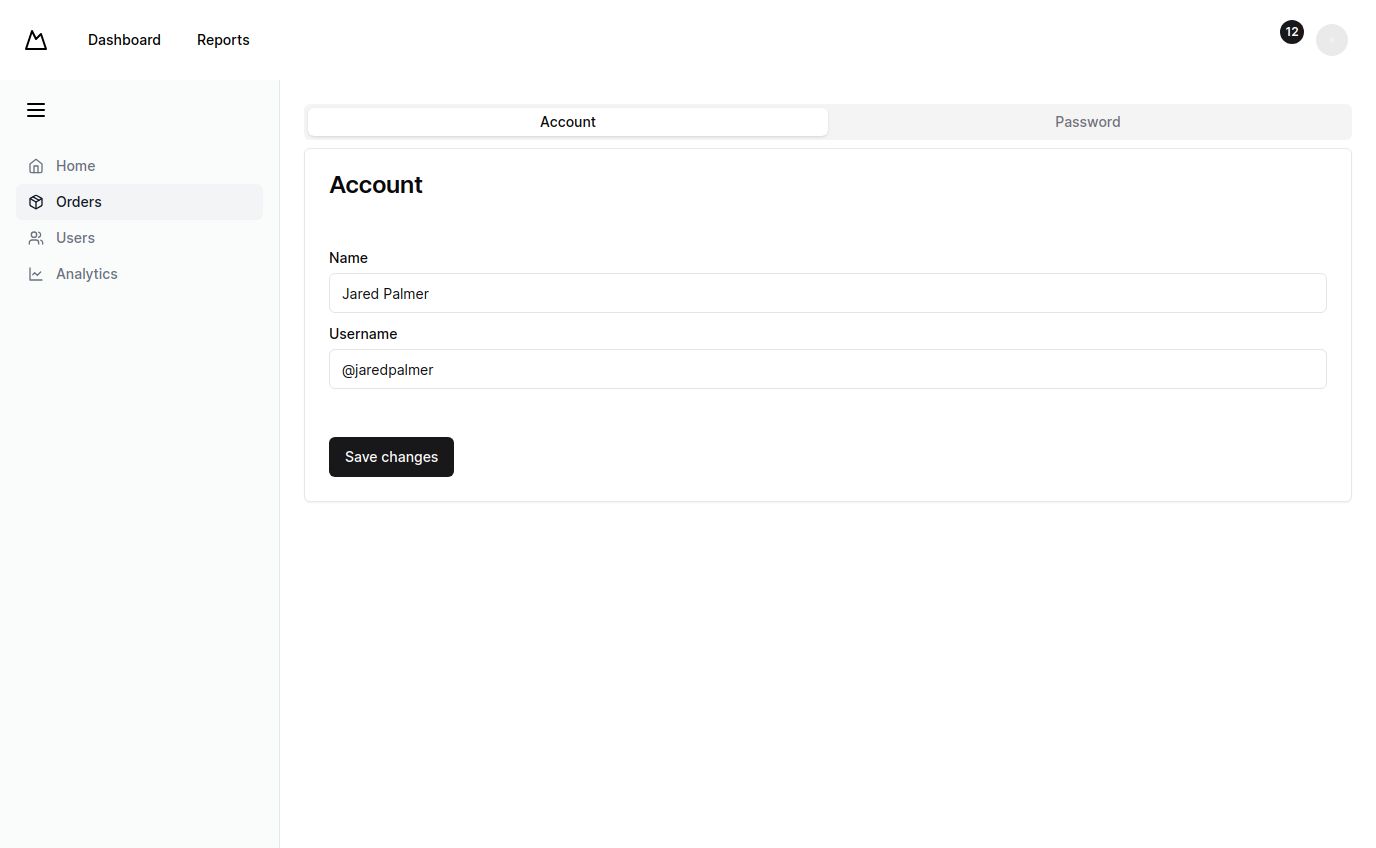 Dashboard Reports 12
Home
Orders
Users
Analytics
Account Password
Account
Name
Jared Palmer
Username
@jaredpalmer
Save changes